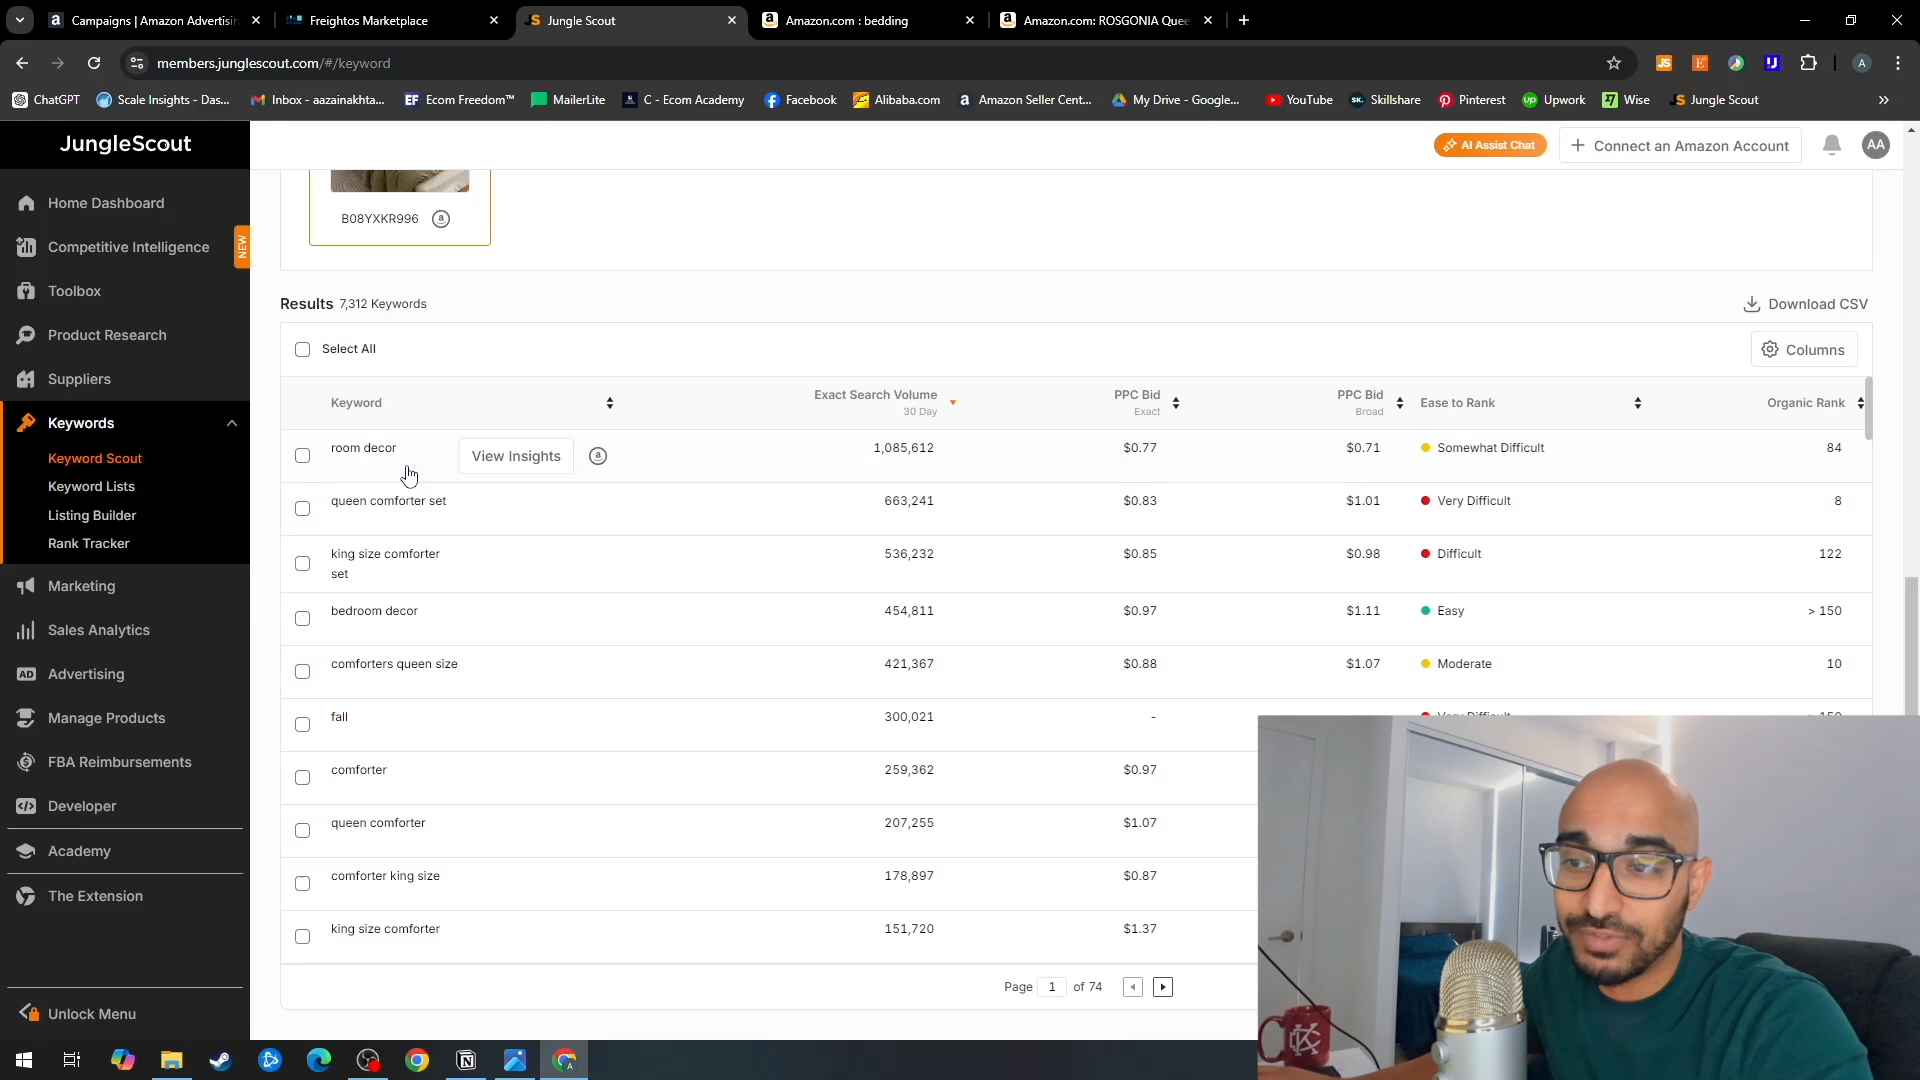 Campaigns | Amazon Advertisin
Freightos Marketplace
Jungle Scout
Amazon.com : bedding
Amazon.com: ROSGONIA Quee
members.junglescout.com/#/keyword
ChatGPT
Scale Insights - Das...
Inbox - aazainakhta...
Ecom Freedom™
MailerLite
C - Ecom Academy
Facebook
Alibaba.com
Amazon Seller Cent...
My Drive - Google...
YouTube
Skillshare
Pinterest
Upwork
Wise
Jungle Scout
JungleScout
AI Assist Chat
Connect an Amazon Account
AA
Home Dashboard
Competitive Intelligence
NEW
Toolbox
Product Research
Suppliers
Keywords
Keyword Scout
Keyword Lists
Listing Builder
Rank Tracker
Marketing
Sales Analytics
Advertising
Manage Products
FBA Reimbursements
Developer
Academy
The Extension
Unlock Menu
B08YXKR996
Results 7,312 Keywords
Download CSV
Select All
Columns
Keyword
Exact Search Volume
30 Day
PPC Bid
Exact
PPC Bid
Broad
Ease to Rank
Organic Rank
room decor View Insights 1,085,612 $0.77 $0.71 Somewhat Difficult 84
queen comforter set 663,241 $0.83 $1.01 Very Difficult 8
king size comforter 536,232 $0.85 $0.98 Difficult 122
set
bedroom decor 454,811 $0.97 $1.11 Easy > 150
comforters queen size 421,367 $0.88 $1.07 Moderate 10
fall 300,021 -
comforter 259,362 $0.97
queen comforter 207,255 $1.07
comforter king size 178,897 $0.87
king size comforter 151,720 $1.37
Page 1 of 74